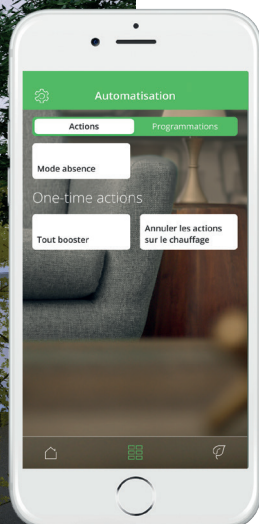 Automatisation
Actions
Programmations
Mode absence
One-time actions
Tout booster
Annuler les actions
sur le chauffage